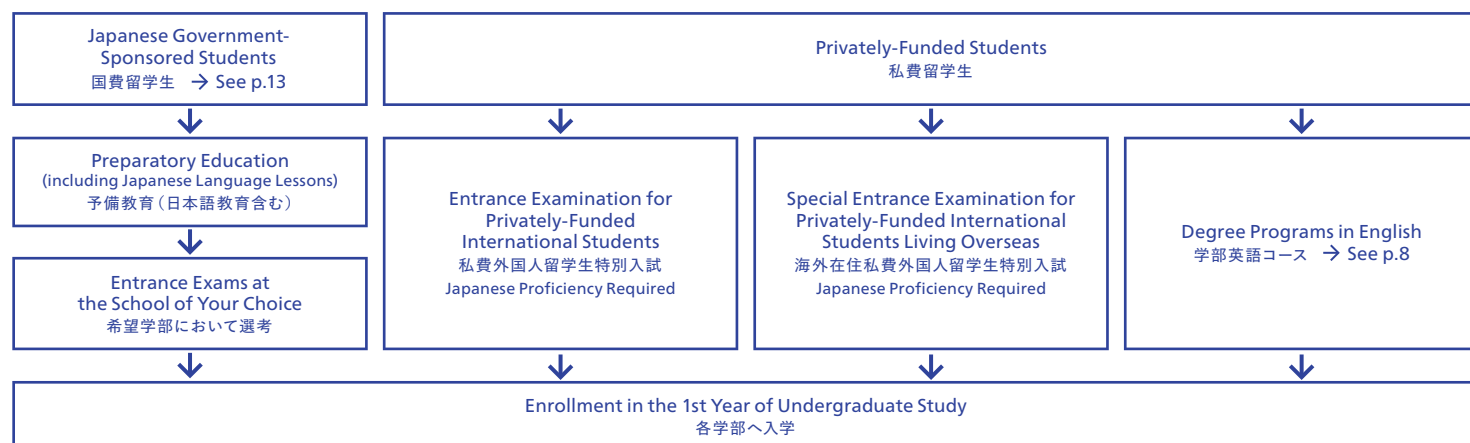 Japanese Government-
Sponsored Students
国費留学生 → See p.13
Privately-Funded Students
私費留学生
Preparatory Education
(including Japanese Language Lessons)
予備教育（日本語教育含む）
Entrance Exams at
the School of Your Choice
希望学部において選考
Entrance Examination for
Privately-Funded
International Students
私費外国人留学生特別入試
Japanese Proficiency Required
Special Entrance Examination for
Privately-Funded International
Students Living Overseas
海外在住私費外国人留学生特別入試
Japanese Proficiency Required
Degree Programs in English
学部英語コース → See p.8
Enrollment in the 1st Year of Undergraduate Study
各学部へ入学